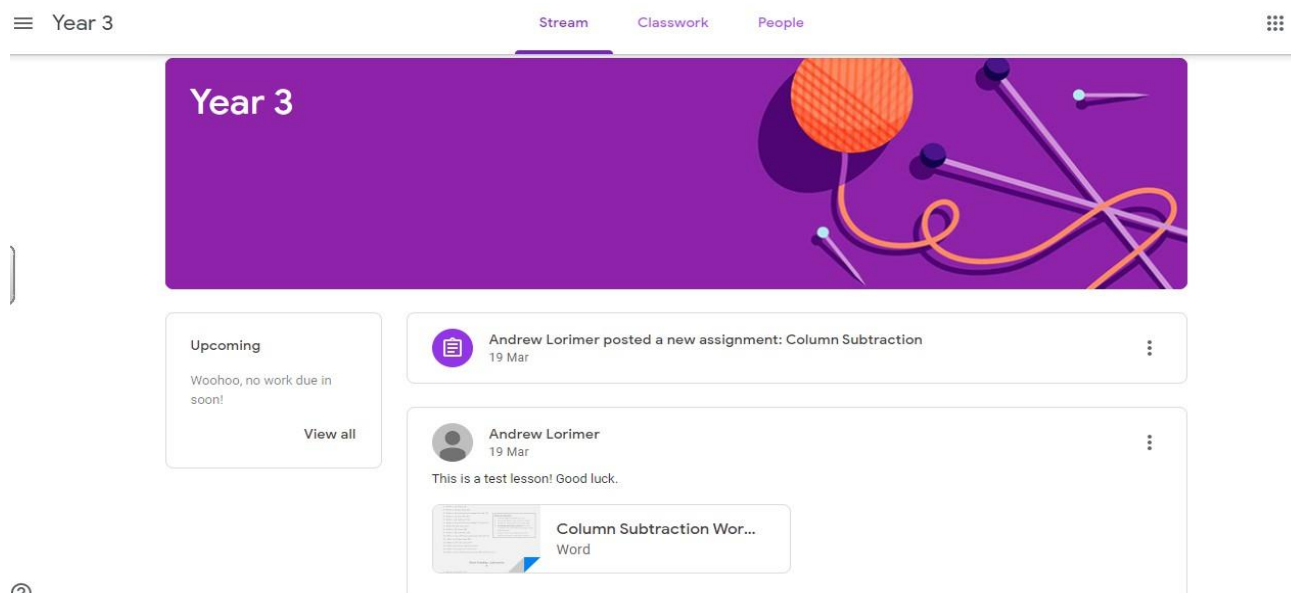 Year 3
Stream
Classwork
People
Year 3
Upcoming
Woohoo, no work due in
soon!
View all
Andrew Lorimer posted a new assignment: Column Subtraction
19 Mar
Andrew Lorimer
19 Mar
This is a test lesson! Good luck.
Column Subtraction Wor...
Word